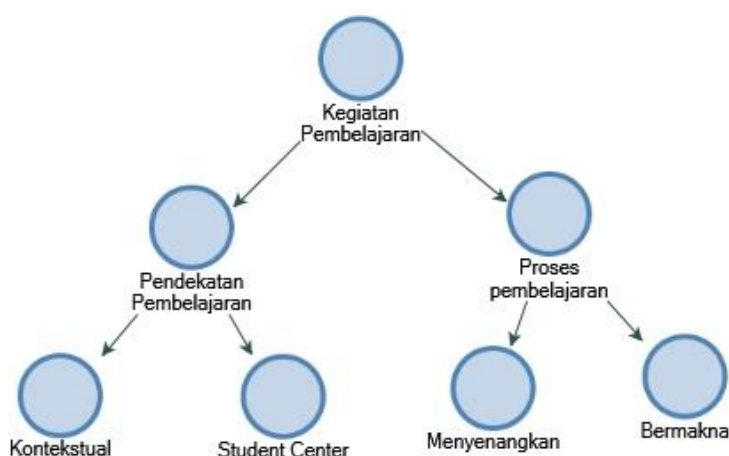 Kegiatan
Pembelajaran
Pendekatan
Pembelajaran
Proses
pembelajaran
Kontekstual
Student Center
Menyenangkan
Bermakna